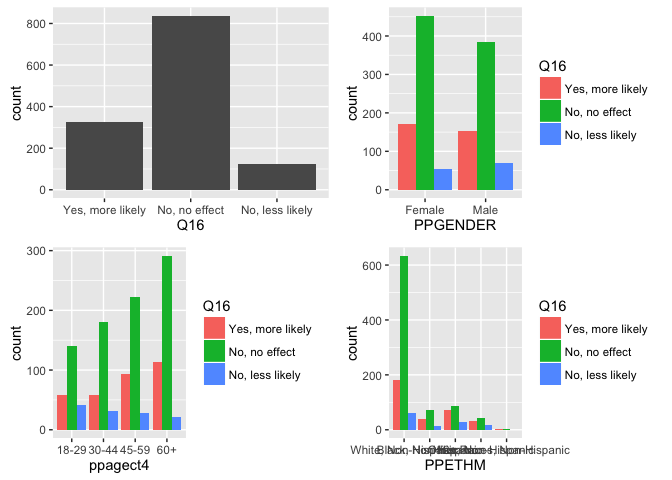 800
600
400
200
0
count
Yes, more likely
No, no effect
No, less likely
Q16
400
300
200
100
0
count
Female
Male
PPGENDER
Q16
Yes, more likely
No, no effect
No, less likely
300
200
100
0
count
18-29
30-44
45-59
60+
ppagect4
Q16
Yes, more likely
No, no effect
No, less likely
600
400
200
0
count
PPETHM
Q16
Yes, more likely
No, no effect
No, less likely